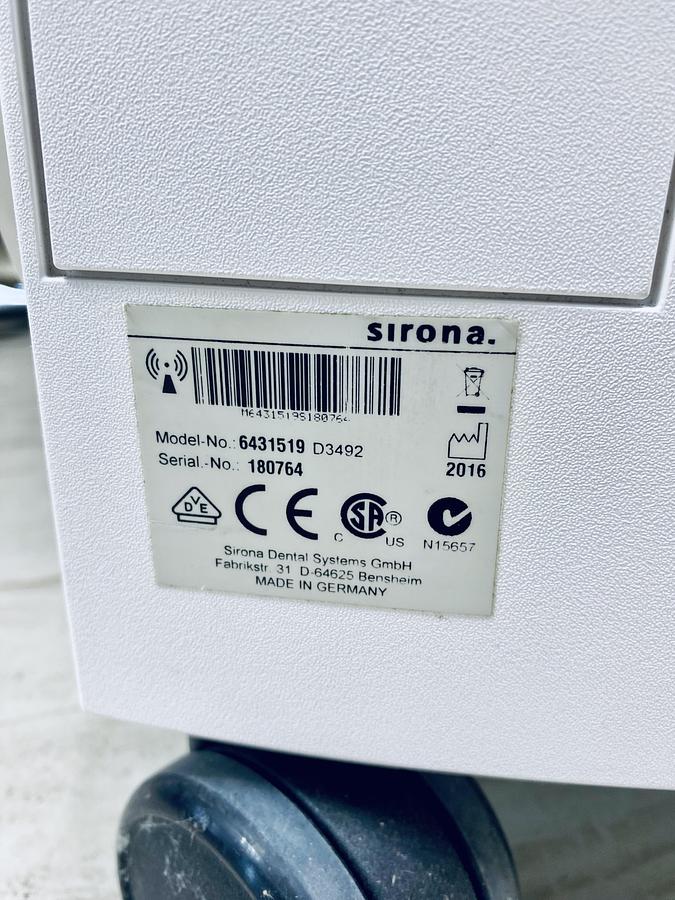 sirona.
M6431519S180764
Model-No.: 6431519 D3492
Serial.-No.: 180764
2016
DVE
CE
SA ®
C US
N15657
Sirona Dental Systems GmbH
Fabrikstr. 31 D-64625 Bensheim
MADE IN GERMANY